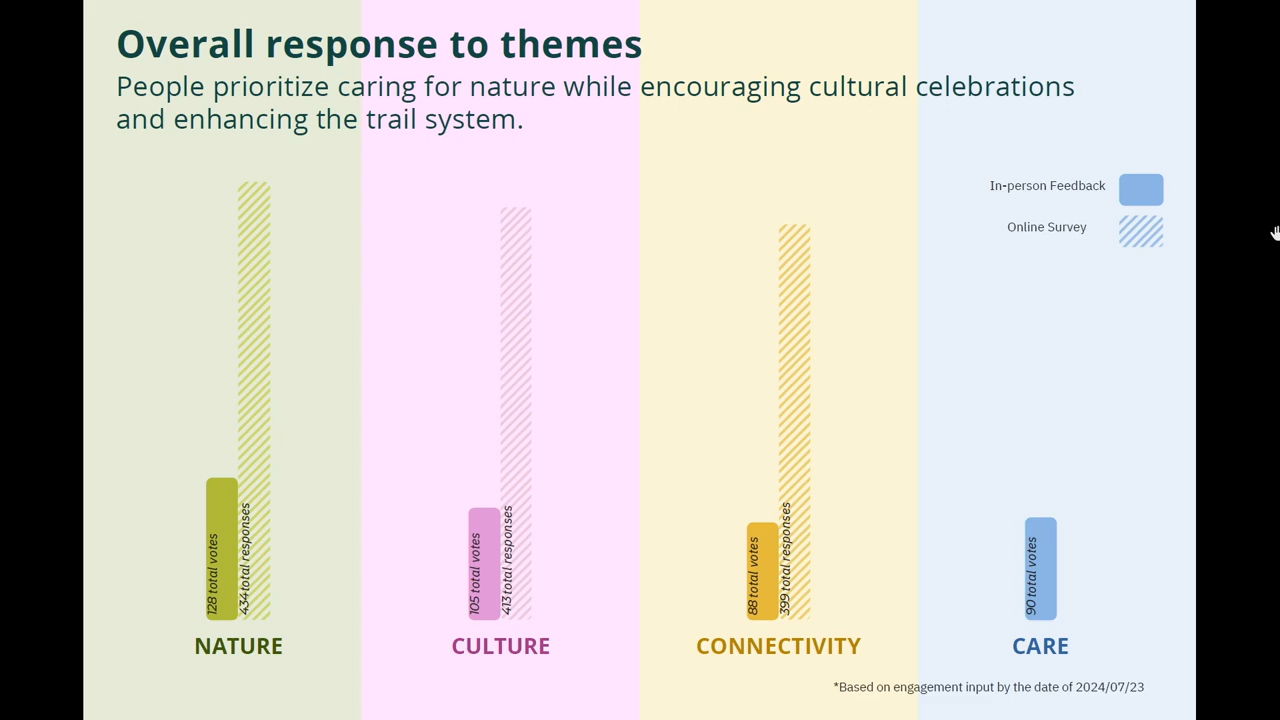 Overall response to themes
People prioritize caring for nature while encouraging cultural celebrations
and enhancing the trail system.
In-person Feedback
Online Survey
128 total votes
434 total responses
105 total votes
413 total responses
88 total votes
399 total responses
90 total votes
NATURE
CULTURE
CONNECTIVITY
CARE
*Based on engagement input by the date of 2024/07/23